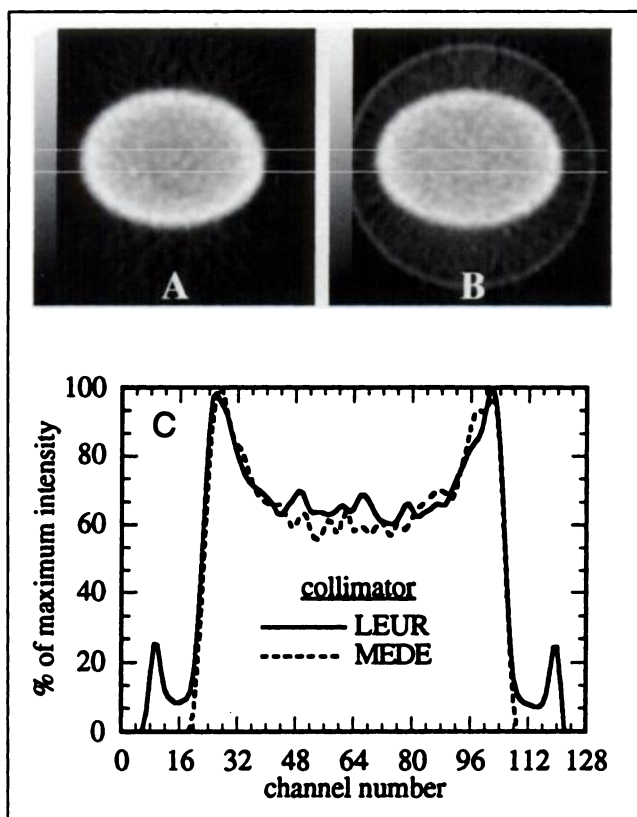 A
B
C
% of maximum intensity
100
80
60
40
20
0
collimator
LEUR
MEDE
0 16 32 48 64 80 96 112 128
channel number